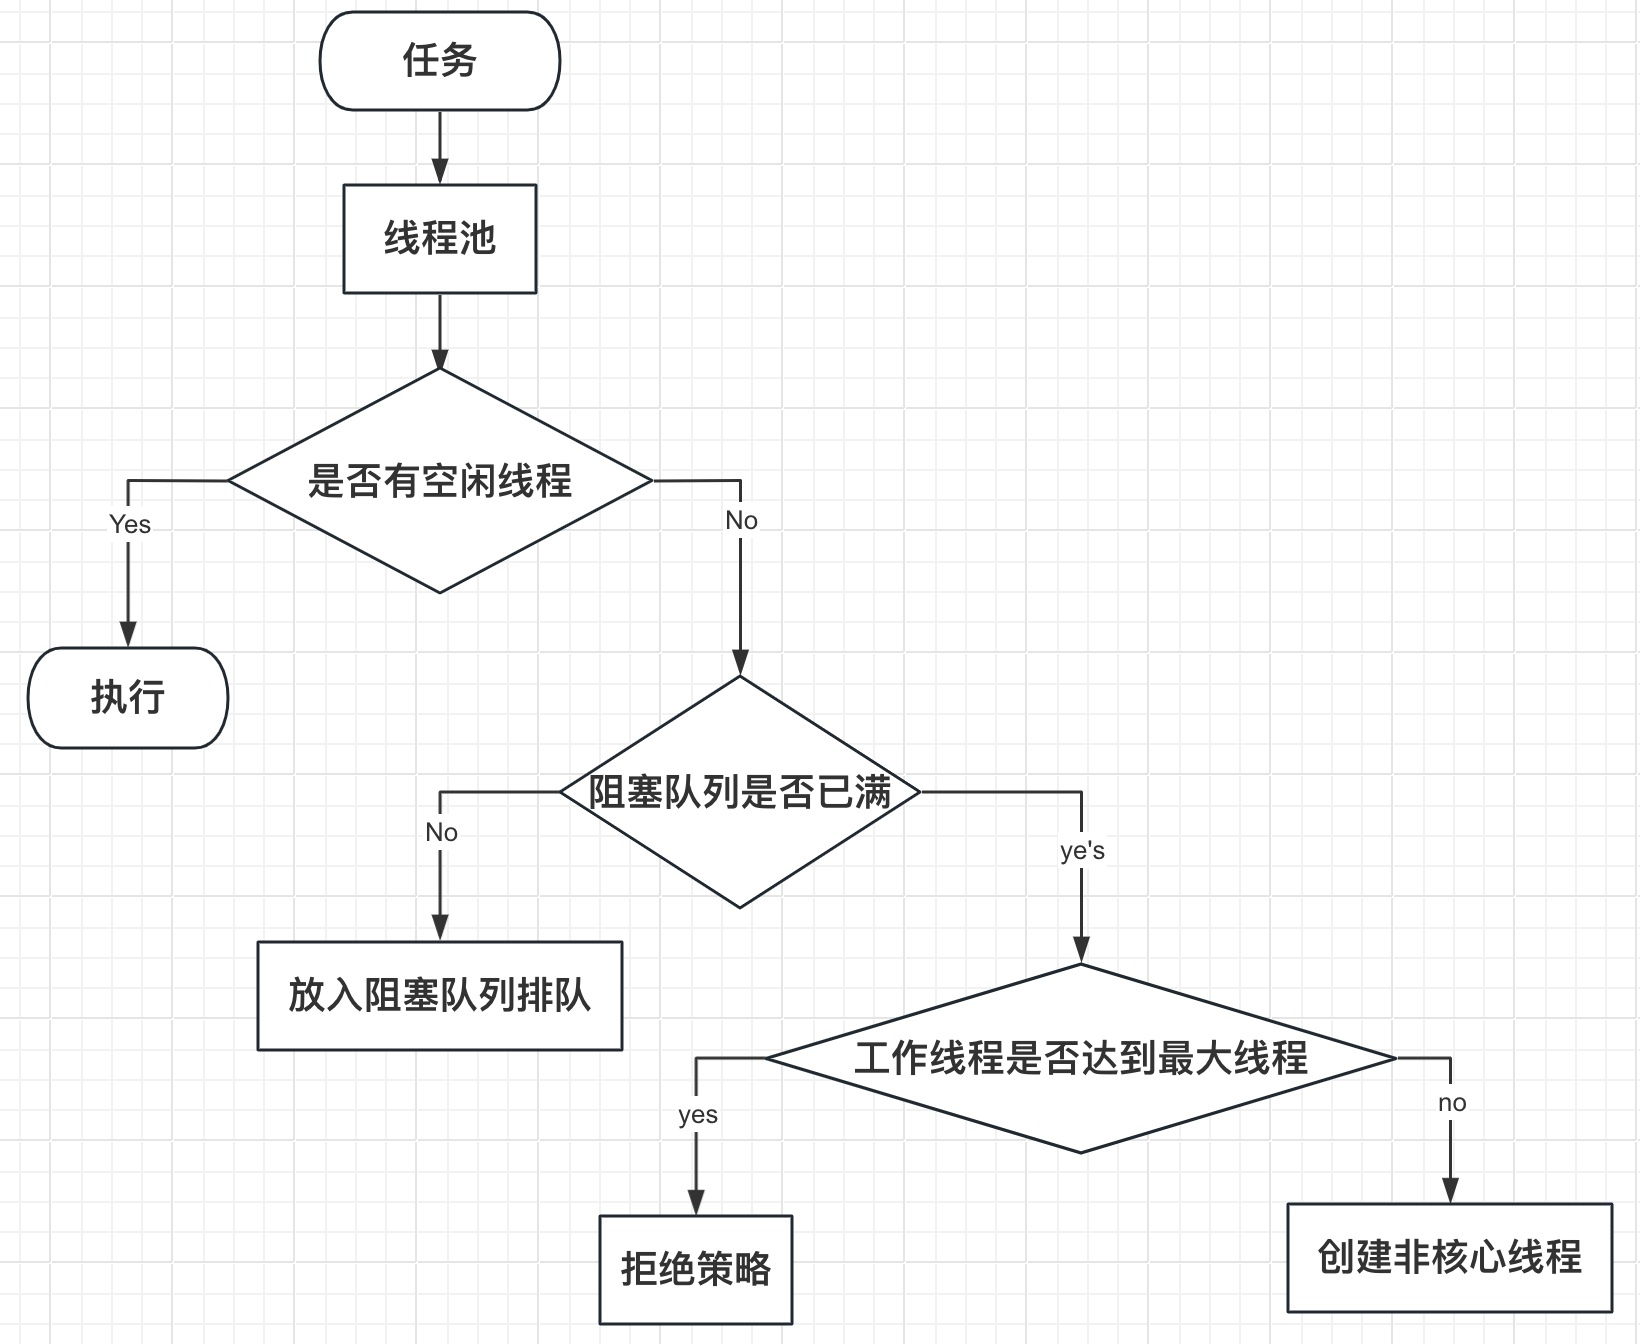 任务
线程池
是否有空闲线程
Yes
No
执行
阻塞队列是否已满
No
ye's
放入阻塞队列排队
工作线程是否达到最大线程
yes
no
拒绝策略
创建非核心线程